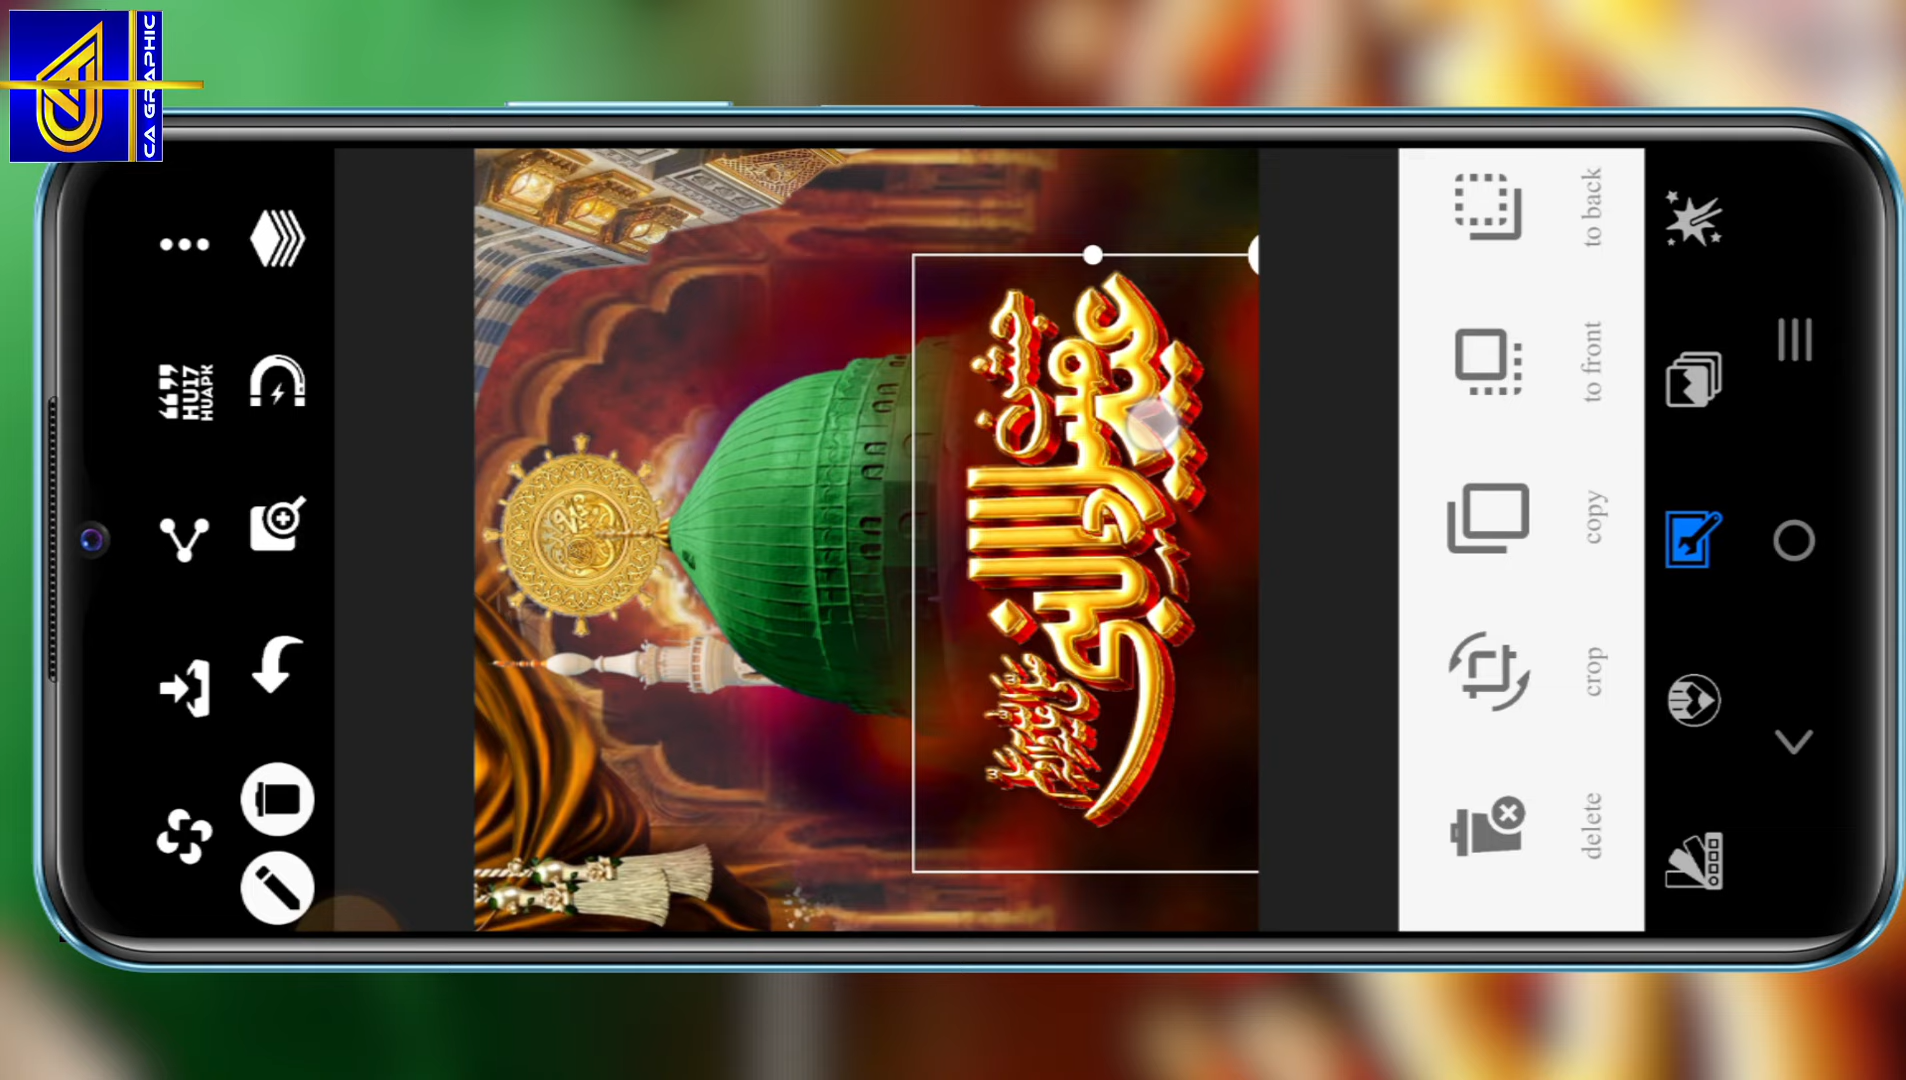 CA GRAPHIC
HU17
HUAPK
جشن
عید میلاد النبی
صلی اللہ علیہ وآلہ وسلم
to back
to front
copy
crop
delete